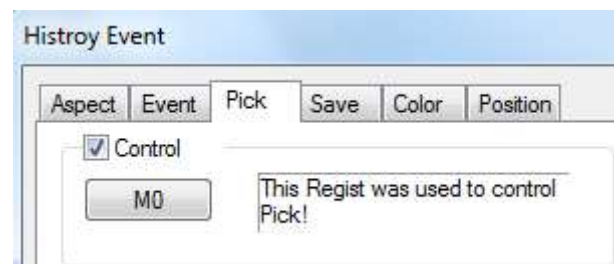 Histroy Event
Aspect Event Pick Save Color Position
Control
M0
This Regist was used to control
Pick!